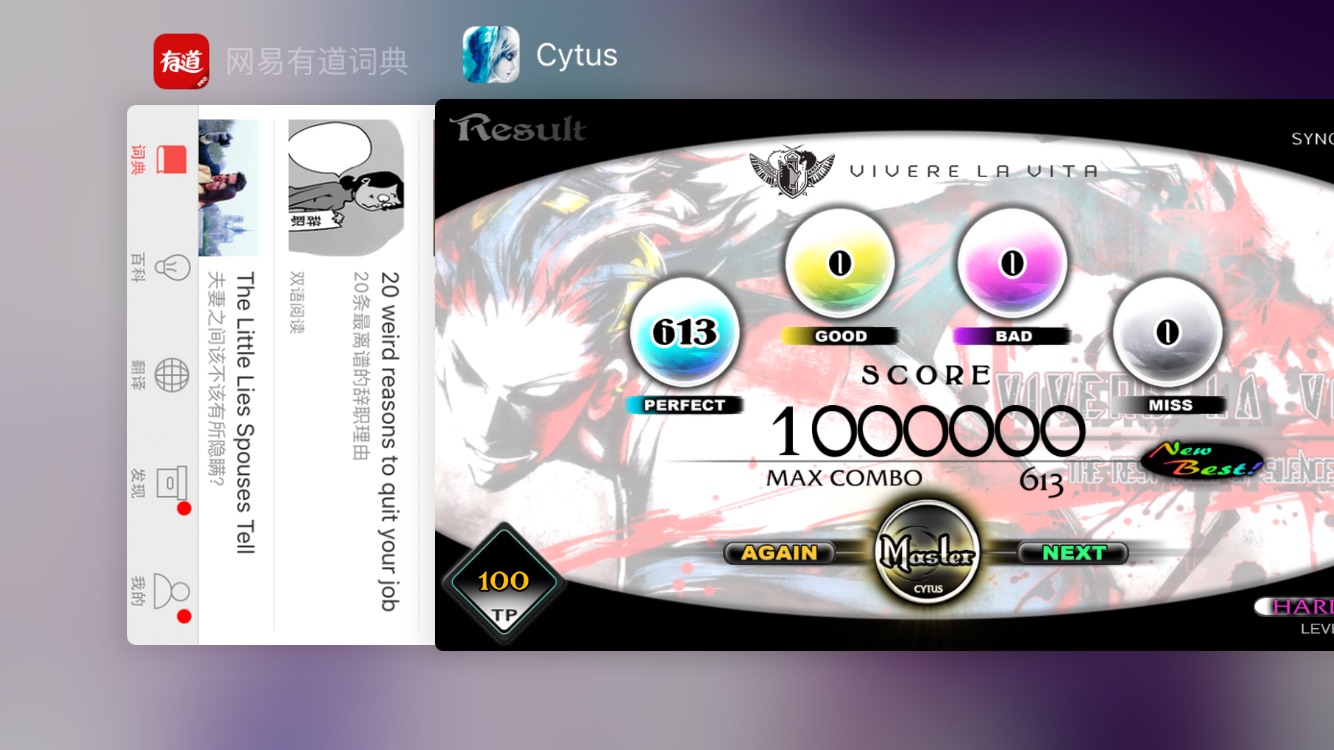 有道
PRO
网易有道词典
Cytus
词典
百科
翻译
发现
我的
辞职
20 weird reasons to quit your job
20条最离谱的辞职理由
双语阅读
The Little Lies Spouses Tell
夫妻之间该不该有所隐瞒?
Result
SYNC
VIVERE LA VITA
613
PERFECT
0
GOOD
0
BAD
0
MISS
SCORE
1000000
MAX COMBO 613
New Best!
AGAIN
Master
CYTUS
NEXT
100
TP
HARD
LEVE